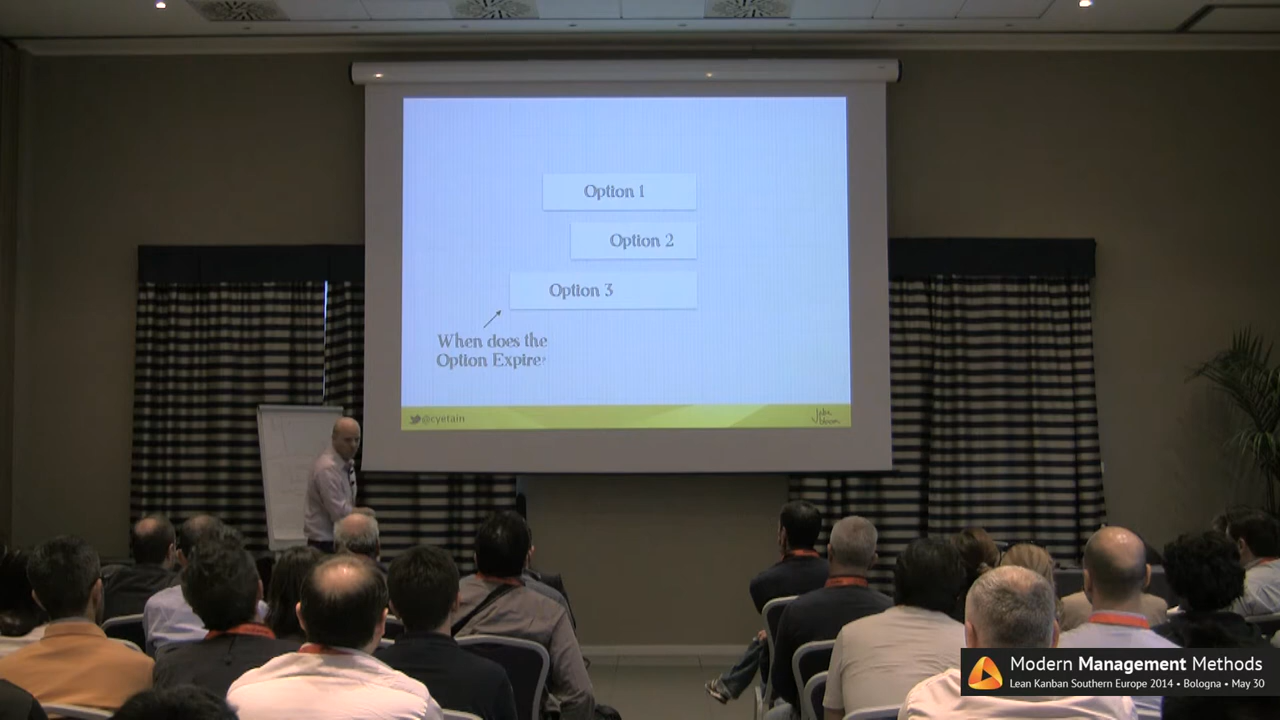 Option 1
Option 2
Option 3
When does the
Option Expire?
@cyetain
Modern Management Methods
Lean Kanban Southern Europe 2014 • Bologna • May 30